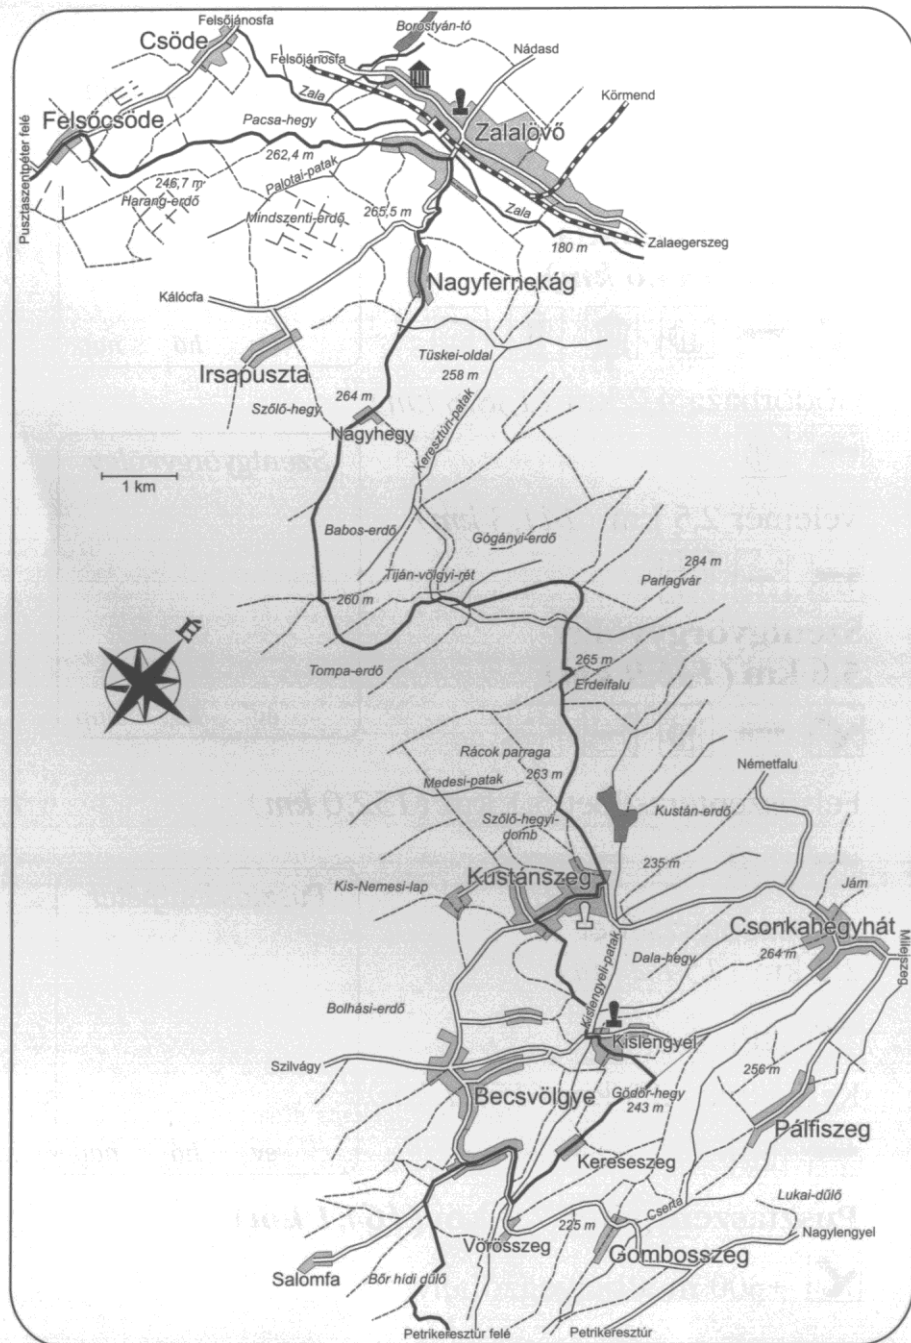 Felsőjánosfa
Borostyán-tó
Csöde
Nádasd
Felsőjánosfa
Zala
Körmend
Felsőcsöde
Pacsa-hegy
Zalalövő
262,4 m
Palotai-patak
246,7 m
Harang-erdő
Pusztaszentpéter felé
265,5 m
Mindszenti-erdő
Zala
180 m
Zalaegerszeg
Nagyfernekág
Kálócfa
Tüskei-oldal
258 m
Irsapuszta
264 m
Szőlő-hegy
Nagyhegy
Keresztúri-patak
1 km
Babos-erdő
Gógányi-erdő
284 m
Tiján-völgyi-rét
Parlagvár
260 m
É
265 m
Tompa-erdő
Erdeifalu
Rácok parraga
263 m
Németfalu
Medesi-patak
Szőlő-hegyi-
domb
Kustán-erdő
235 m
Kustánszeg
Kis-Nemesi-lap
Jám
Csonkahegyhát
264 m
Milejszeg
Dala-hegy
Kislengyeli-patak
Bolhási-erdő
Kislengyel
Szilvágy
256 m
Becsvölgye
Gödör-hegy
243 m
Pálfiszeg
Kereseszeg
Lukai-dűlő
Cserta
225 m
Nagylengyel
Vörösszeg
Gombosszeg
Salomfa
Bőr hídi dűlő
Petrikeresztúr felé
Petrikeresztúr